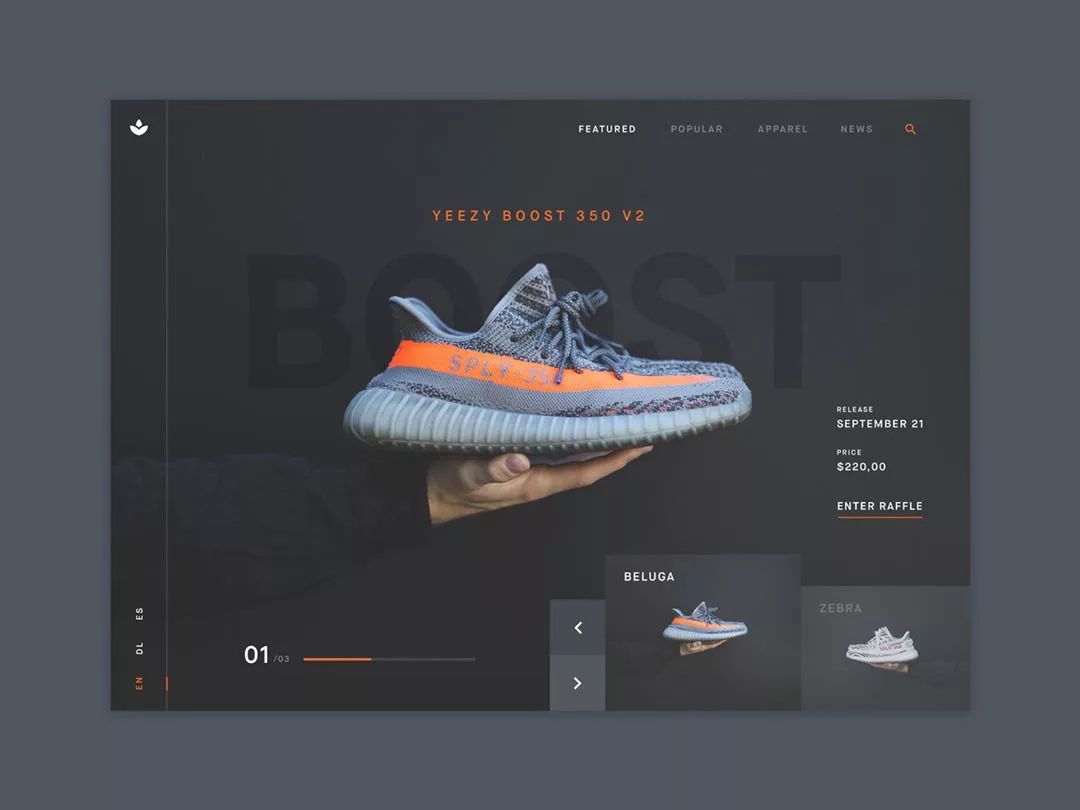 FEATURED POPULAR APPAREL NEWS
YEEZY BOOST 350 V2
BOOST
SPLY 35
RELEASE
SEPTEMBER 21
PRICE
$220,00
ENTER RAFFLE
BELUGA
ZEBRA
ES
DL
EN
01 /03